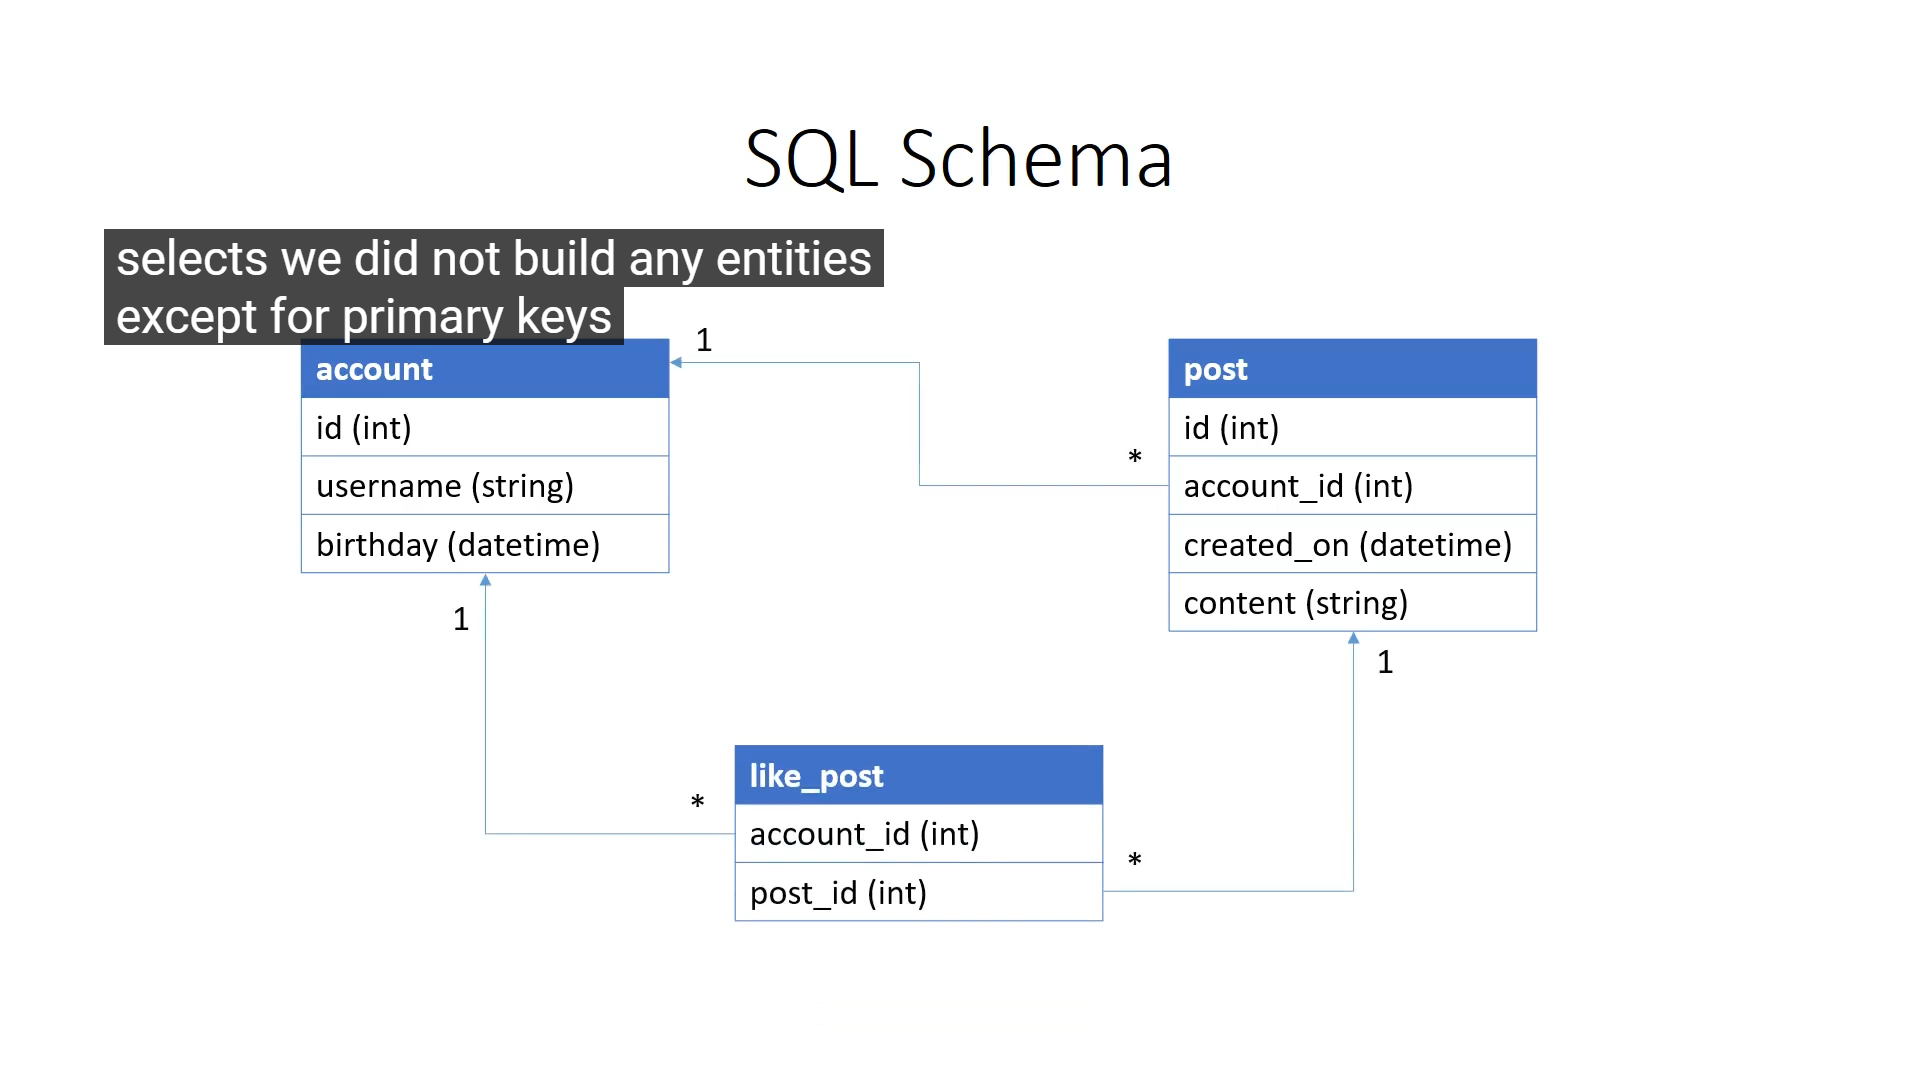 SQL Schema
selects we did not build any entities
except for primary keys
account
id (int)
username (string)
birthday (datetime)
1
1
*
post
id (int)
account_id (int)
created_on (datetime)
content (string)
1
*
like_post
account_id (int)
post_id (int)
*